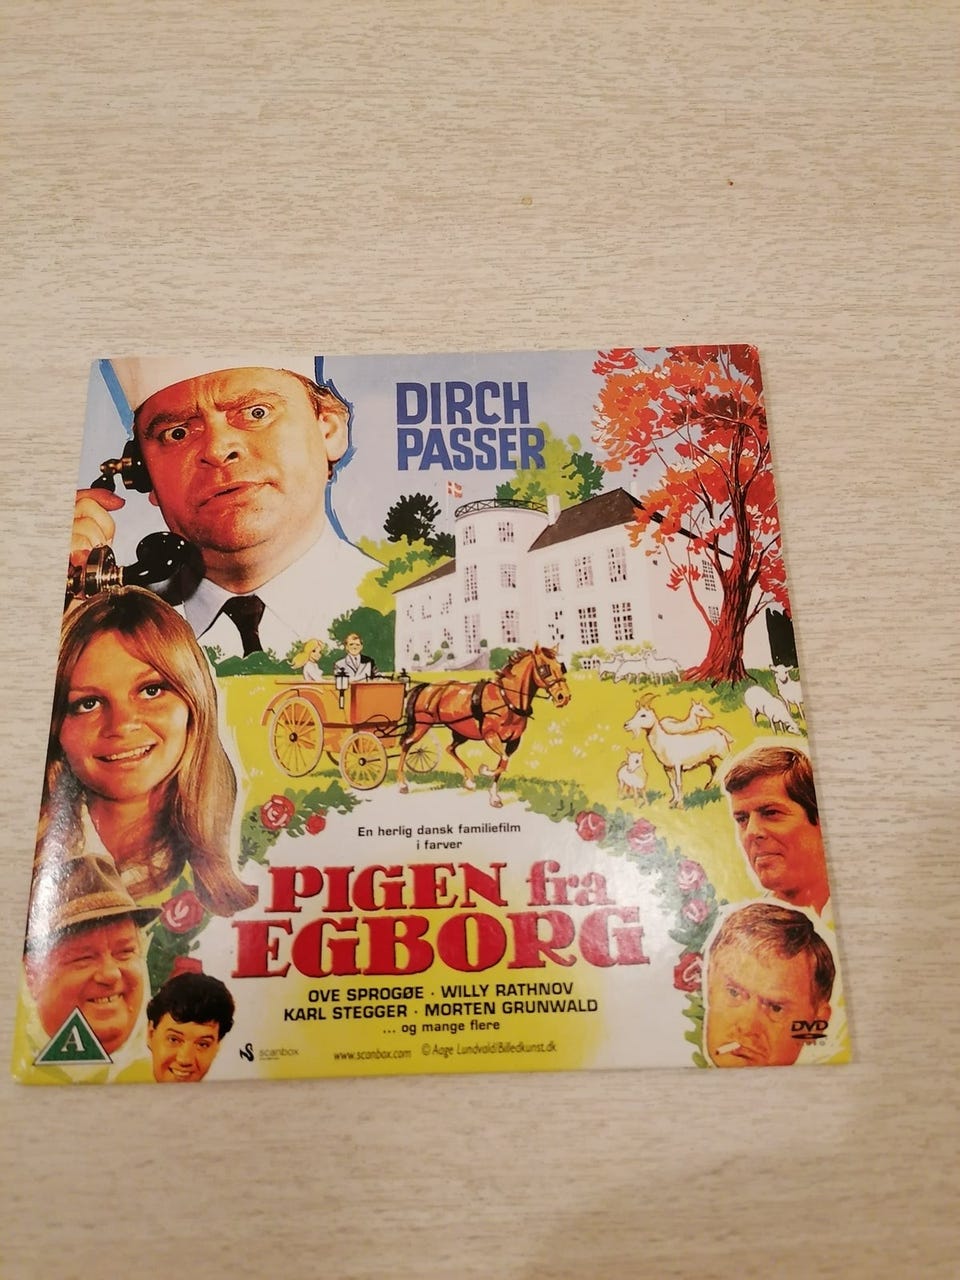 DIRCH
PASSER
En herlig dansk familiefilm
i farver
PIGEN fra
EGBORG
OVE SPROGØE · WILLY RATHNOV
KARL STEGGER · MORTEN GRUNWALD
... og mange flere
A
scanbox
www.scanbox.com © Aage Lundvald/Billedkunst.dk
DVD